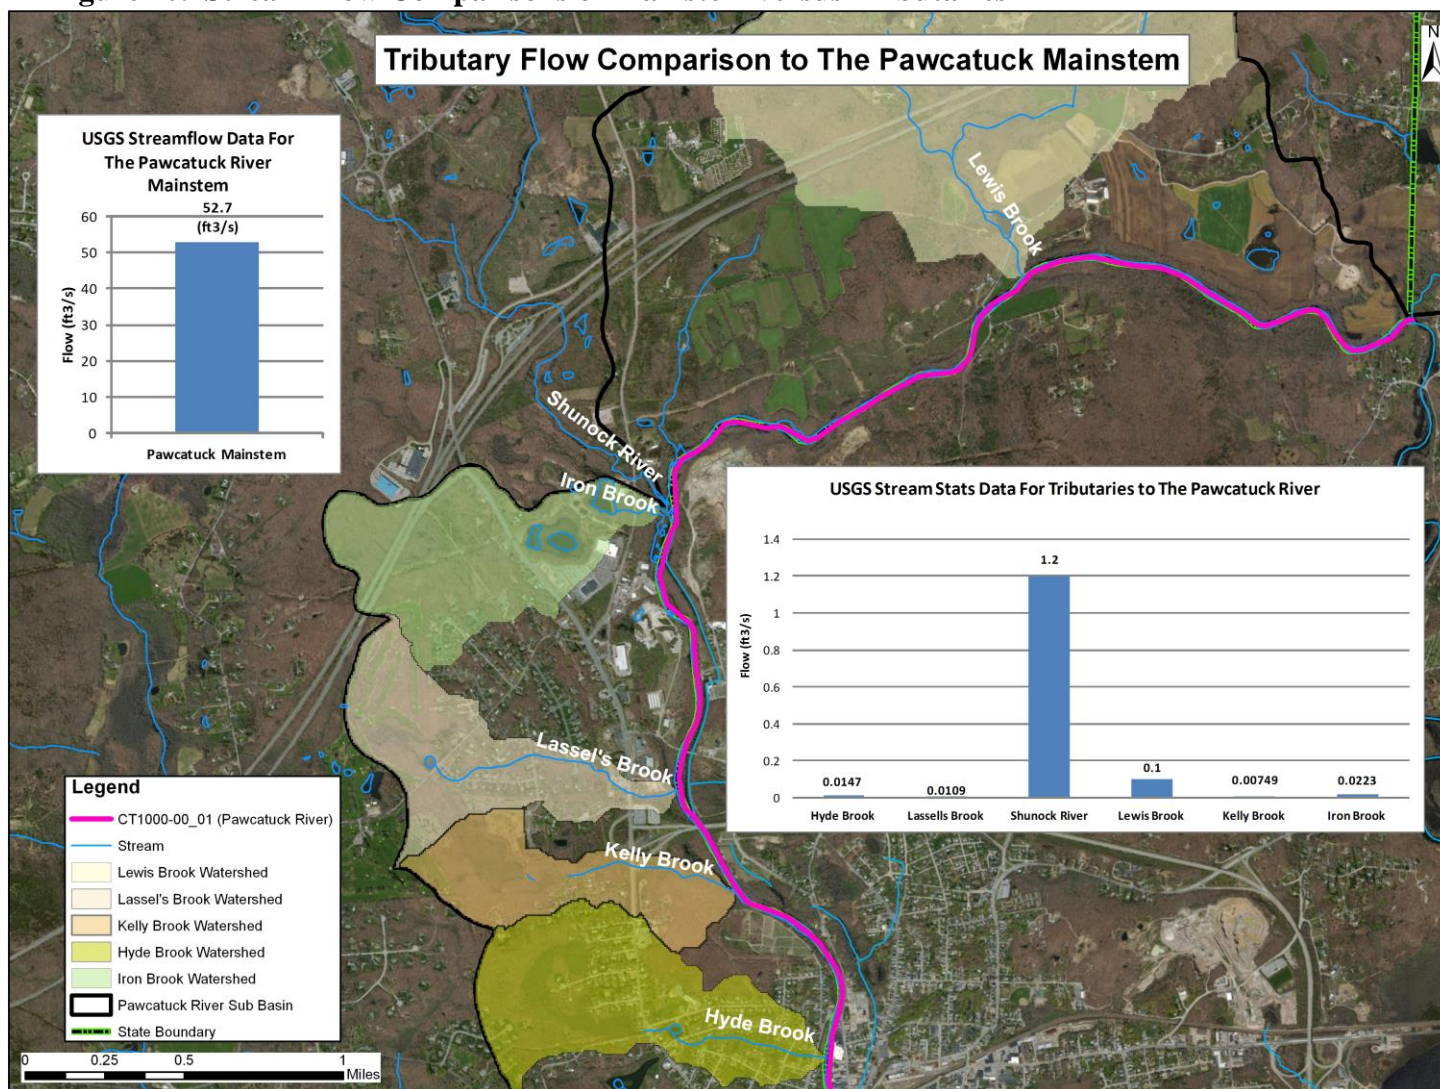 Tributary Flow Comparison to The Pawcatuck Mainstem
N
USGS Streamflow Data For
The Pawcatuck River
Mainstem
52.7
(ft3/s)
60
50
40
30
20
10
0
Flow (ft3/s)
Pawcatuck Mainstem
Lewis Brook
Shunock River
Iron Brook
Lassel's Brook
Kelly Brook
Hyde Brook
USGS Stream Stats Data For Tributaries to The Pawcatuck River
1.4
1.2
1
0.8
0.6
0.4
0.2
0
Flow (ft3/s)
0.0147
0.0109
1.2
0.1
0.00749
0.0223
Hyde Brook
Lassells Brook
Shunock River
Lewis Brook
Kelly Brook
Iron Brook
Legend
CT1000-00_01 (Pawcatuck River)
Stream
Lewis Brook Watershed
Lassel's Brook Watershed
Kelly Brook Watershed
Hyde Brook Watershed
Iron Brook Watershed
Pawcatuck River Sub Basin
State Boundary
0 0.25 0.5 1
Miles